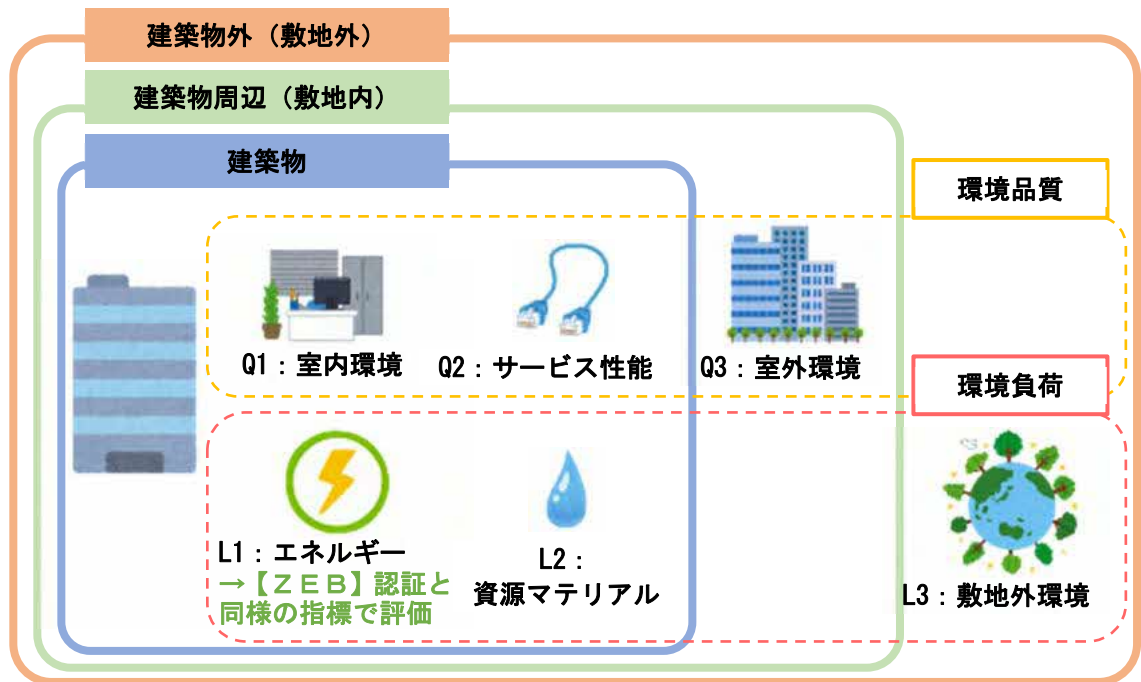 建築物外（敷地外）
建築物周辺（敷地内）
建築物
環境品質
Q1：室内環境
Q2：サービス性能
Q3：室外環境
環境負荷
L1：エネルギー
→【ＺＥＢ】認証と
同様の指標で評価
L2：
資源マテリアル
L3：敷地外環境